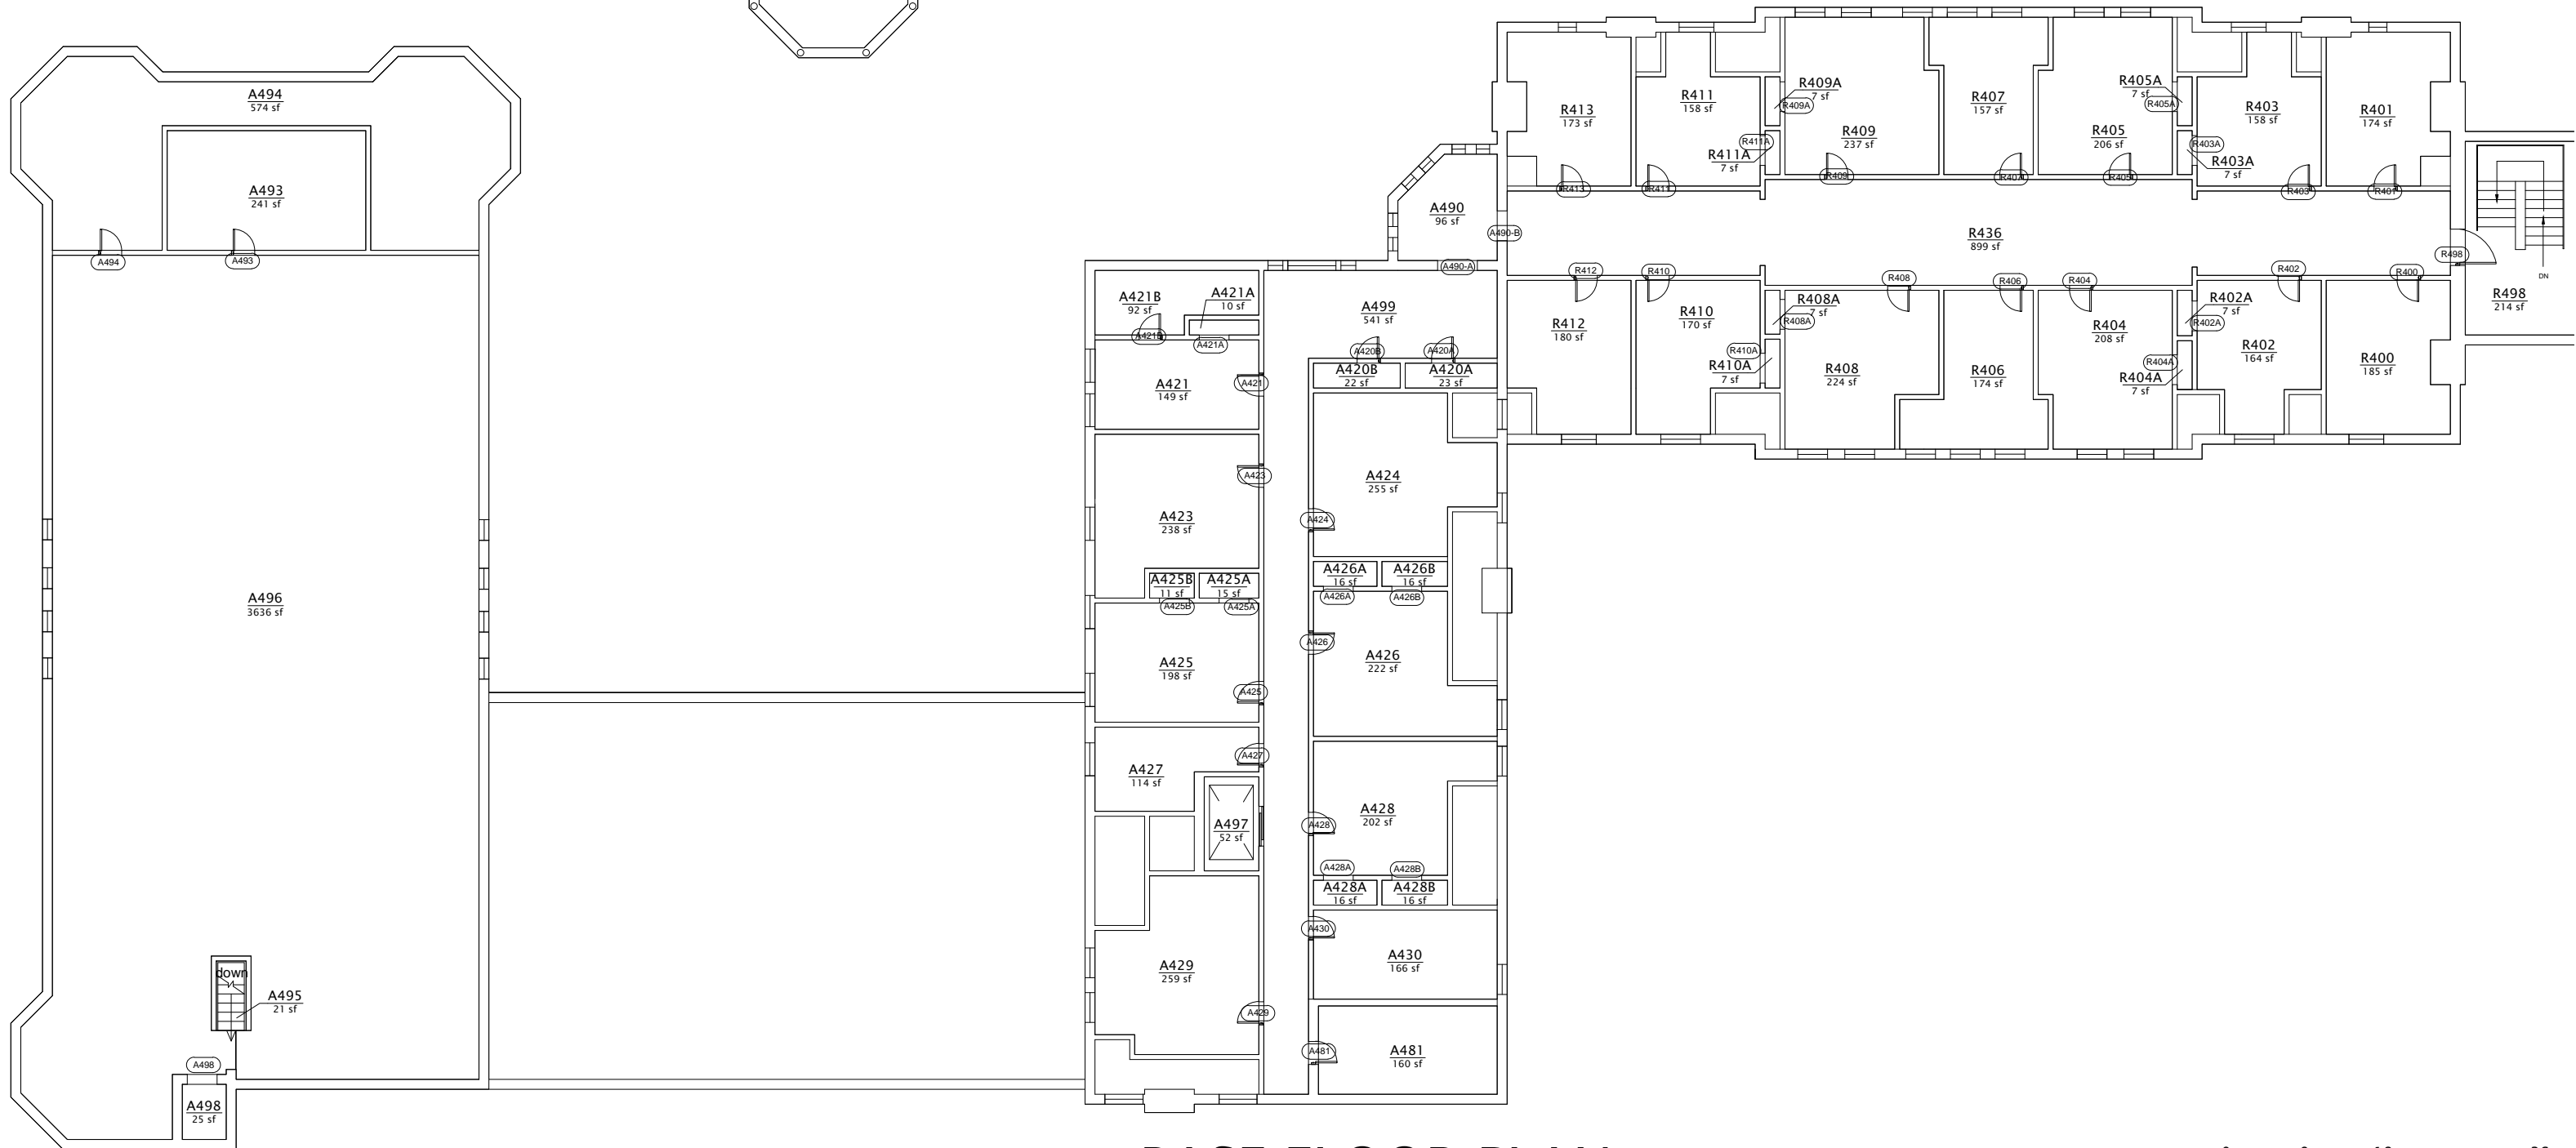 A494
574 sf
A493
241 sf
A494
A493
A496
3636 sf
down
A495
21 sf
A498
A498
25 sf
A490
96 sf
A490-B
A490-A
A421B
92 sf
A421A
10 sf
A421B
A421A
A499
541 sf
A420B
A420A
A420B
22 sf
A420A
23 sf
A421
149 sf
A421
A423
A423
238 sf
A424
255 sf
A424
A425B
11 sf
A425A
15 sf
A425B
A425A
A426A
16 sf
A426B
16 sf
A426A
A426B
A425
198 sf
A425
A426
A426
222 sf
A427
114 sf
A427
A497
52 sf
A428
202 sf
A428
A428A
A428B
A428A
16 sf
A428B
16 sf
A429
259 sf
A429
A430
A430
166 sf
A481
A481
160 sf
R413
173 sf
R413
R411
158 sf
R411
R411A
R411A
7 sf
R409A
7 sf
R409A
R409
237 sf
R409
R407
157 sf
R407
R405
206 sf
R405
R405A
7 sf
R405A
R403
158 sf
R403A
R403A
7 sf
R403
R401
174 sf
R401
R436
899 sf
R498
DN
R498
214 sf
R412
R412
180 sf
R410
R410
170 sf
R410A
R410A
7 sf
R408A
7 sf
R408A
R408
R408
224 sf
R406
R406
174 sf
R404
R404
208 sf
R404A
R404A
7 sf
R402A
7 sf
R402A
R402
R402
164 sf
R400
R400
185 sf